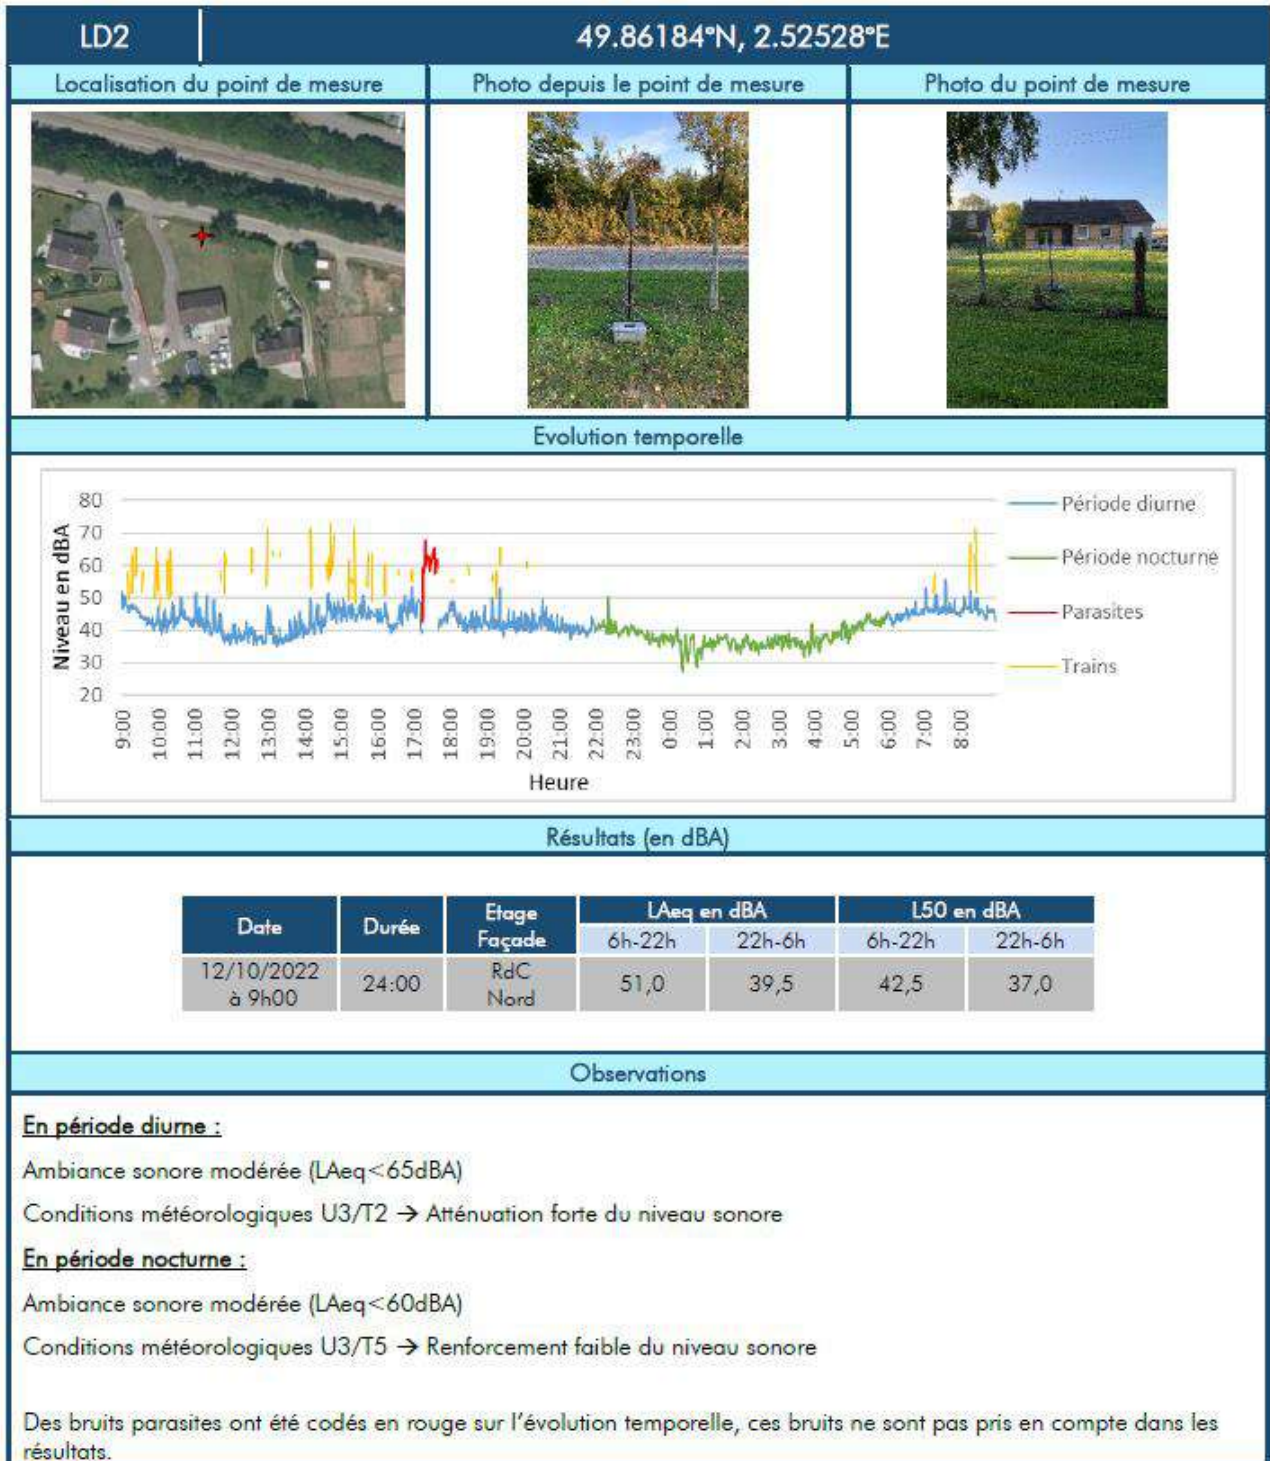 LD2 49.86184°N, 2.52528°E
Localisation du point de mesure Photo depuis le point de mesure Photo du point de mesure
Evolution temporelle
Niveau en dBA
80
70
60
50
40
30
20
9:00 10:00 11:00 12:00 13:00 14:00 15:00 16:00 17:00 18:00 19:00 20:00 21:00 22:00 23:00 0:00 1:00 2:00 3:00 4:00 5:00 6:00 7:00 8:00
Heure
Période diurne
Période nocturne
Parasites
Trains
Résultats (en dBA)
Date Durée Etage Façade LAeq en dBA L50 en dBA
6h-22h 22h-6h 6h-22h 22h-6h
12/10/2022 à 9h00 24:00 RdC Nord 51,0 39,5 42,5 37,0
Observations
En période diurne :
Ambiance sonore modérée (LAeq<65dBA)
Conditions météorologiques U3/T2 → Atténuation forte du niveau sonore
En période nocturne :
Ambiance sonore modérée (LAeq<60dBA)
Conditions météorologiques U3/T5 → Renforcement faible du niveau sonore
Des bruits parasites ont été codés en rouge sur l'évolution temporelle, ces bruits ne sont pas pris en compte dans les
résultats.